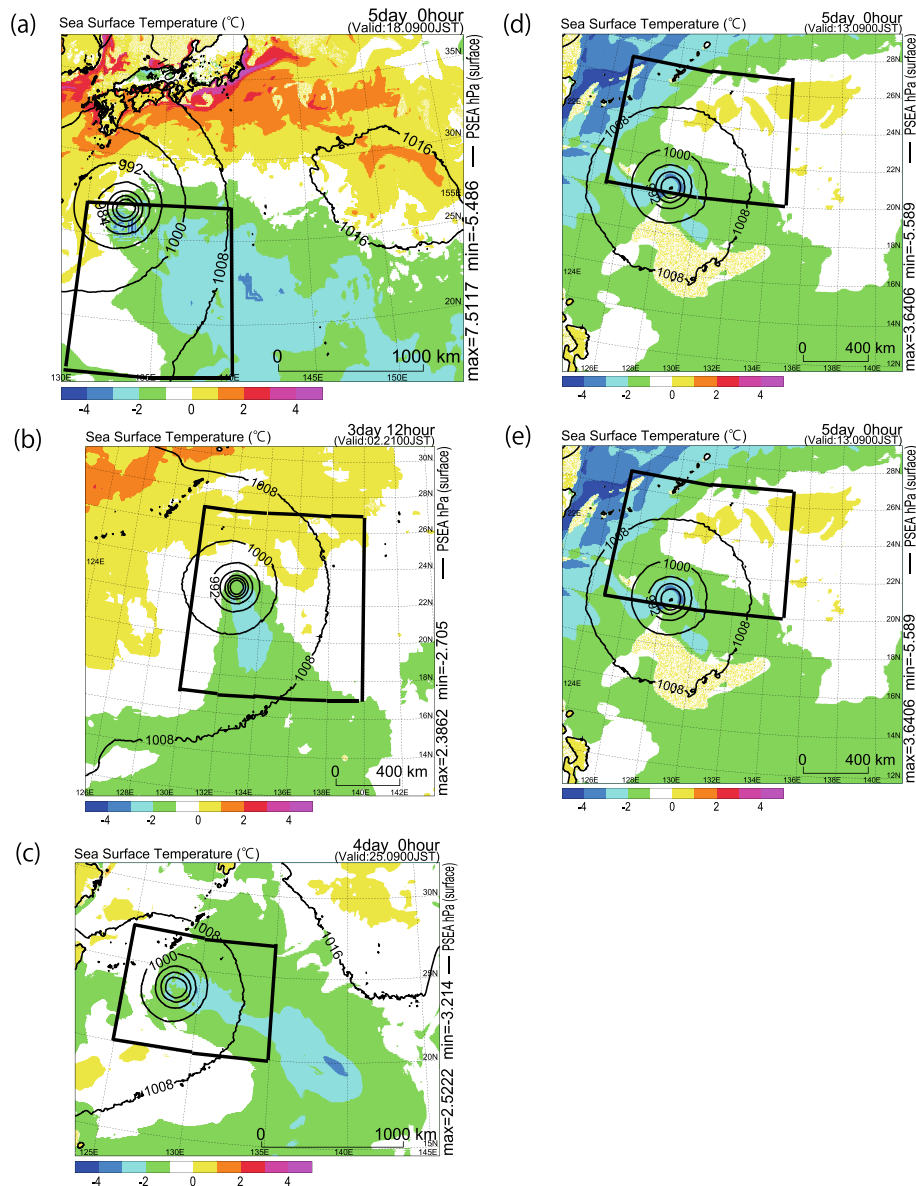 (a)
5day 0hour
Sea Surface Temperature (℃)
(Valid:18.0900JST)
35N
30N
155E
25N
20N
992
984
1000
1008
1016
1016
0 1000 km
130E 135E 140E 145E 150E
max=7.5117 min=-5.486 — PSEA hPa (surface)
-4 -2 0 2 4
(b)
3day 12hour
Sea Surface Temperature (℃)
(Valid:02.2100JST)
30N
28N
26N
24N
22N
20N
18N
16N
14N
124E
1008
1000
992
1008
1008
0 400 km
126E 128E 130E 132E 134E 136E 138E 140E 142E
max=2.3862 min=-2.705 — PSEA hPa (surface)
-4 -2 0 2 4
(c)
4day 0hour
Sea Surface Temperature (℃)
(Valid:25.0900JST)
30N
25N
20N
15N
1008
1000
1016
1008
0 1000 km
125E 130E 135E 140E 145E
max=2.5222 min=-3.214 — PSEA hPa (surface)
-4 -2 0 2 4
(d)
5day 0hour
Sea Surface Temperature (℃)
(Valid:13.0900JST)
28N
26N
24N
22N
20N
18N
16N
14N
12N
122E
124E
1008
1000
992
1008
1008
0 400 km
126E 128E 130E 132E 134E 136E 138E 140E
max=3.6406 min=-5.589 — PSEA hPa (surface)
-4 -2 0 2 4
(e)
5day 0hour
Sea Surface Temperature (℃)
(Valid:13.0900JST)
28N
26N
24N
22N
20N
18N
16N
14N
12N
122E
124E
1008
1000
992
1008
1008
0 400 km
126E 128E 130E 132E 134E 136E 138E 140E
max=3.6406 min=-5.589 — PSEA hPa (surface)
-4 -2 0 2 4